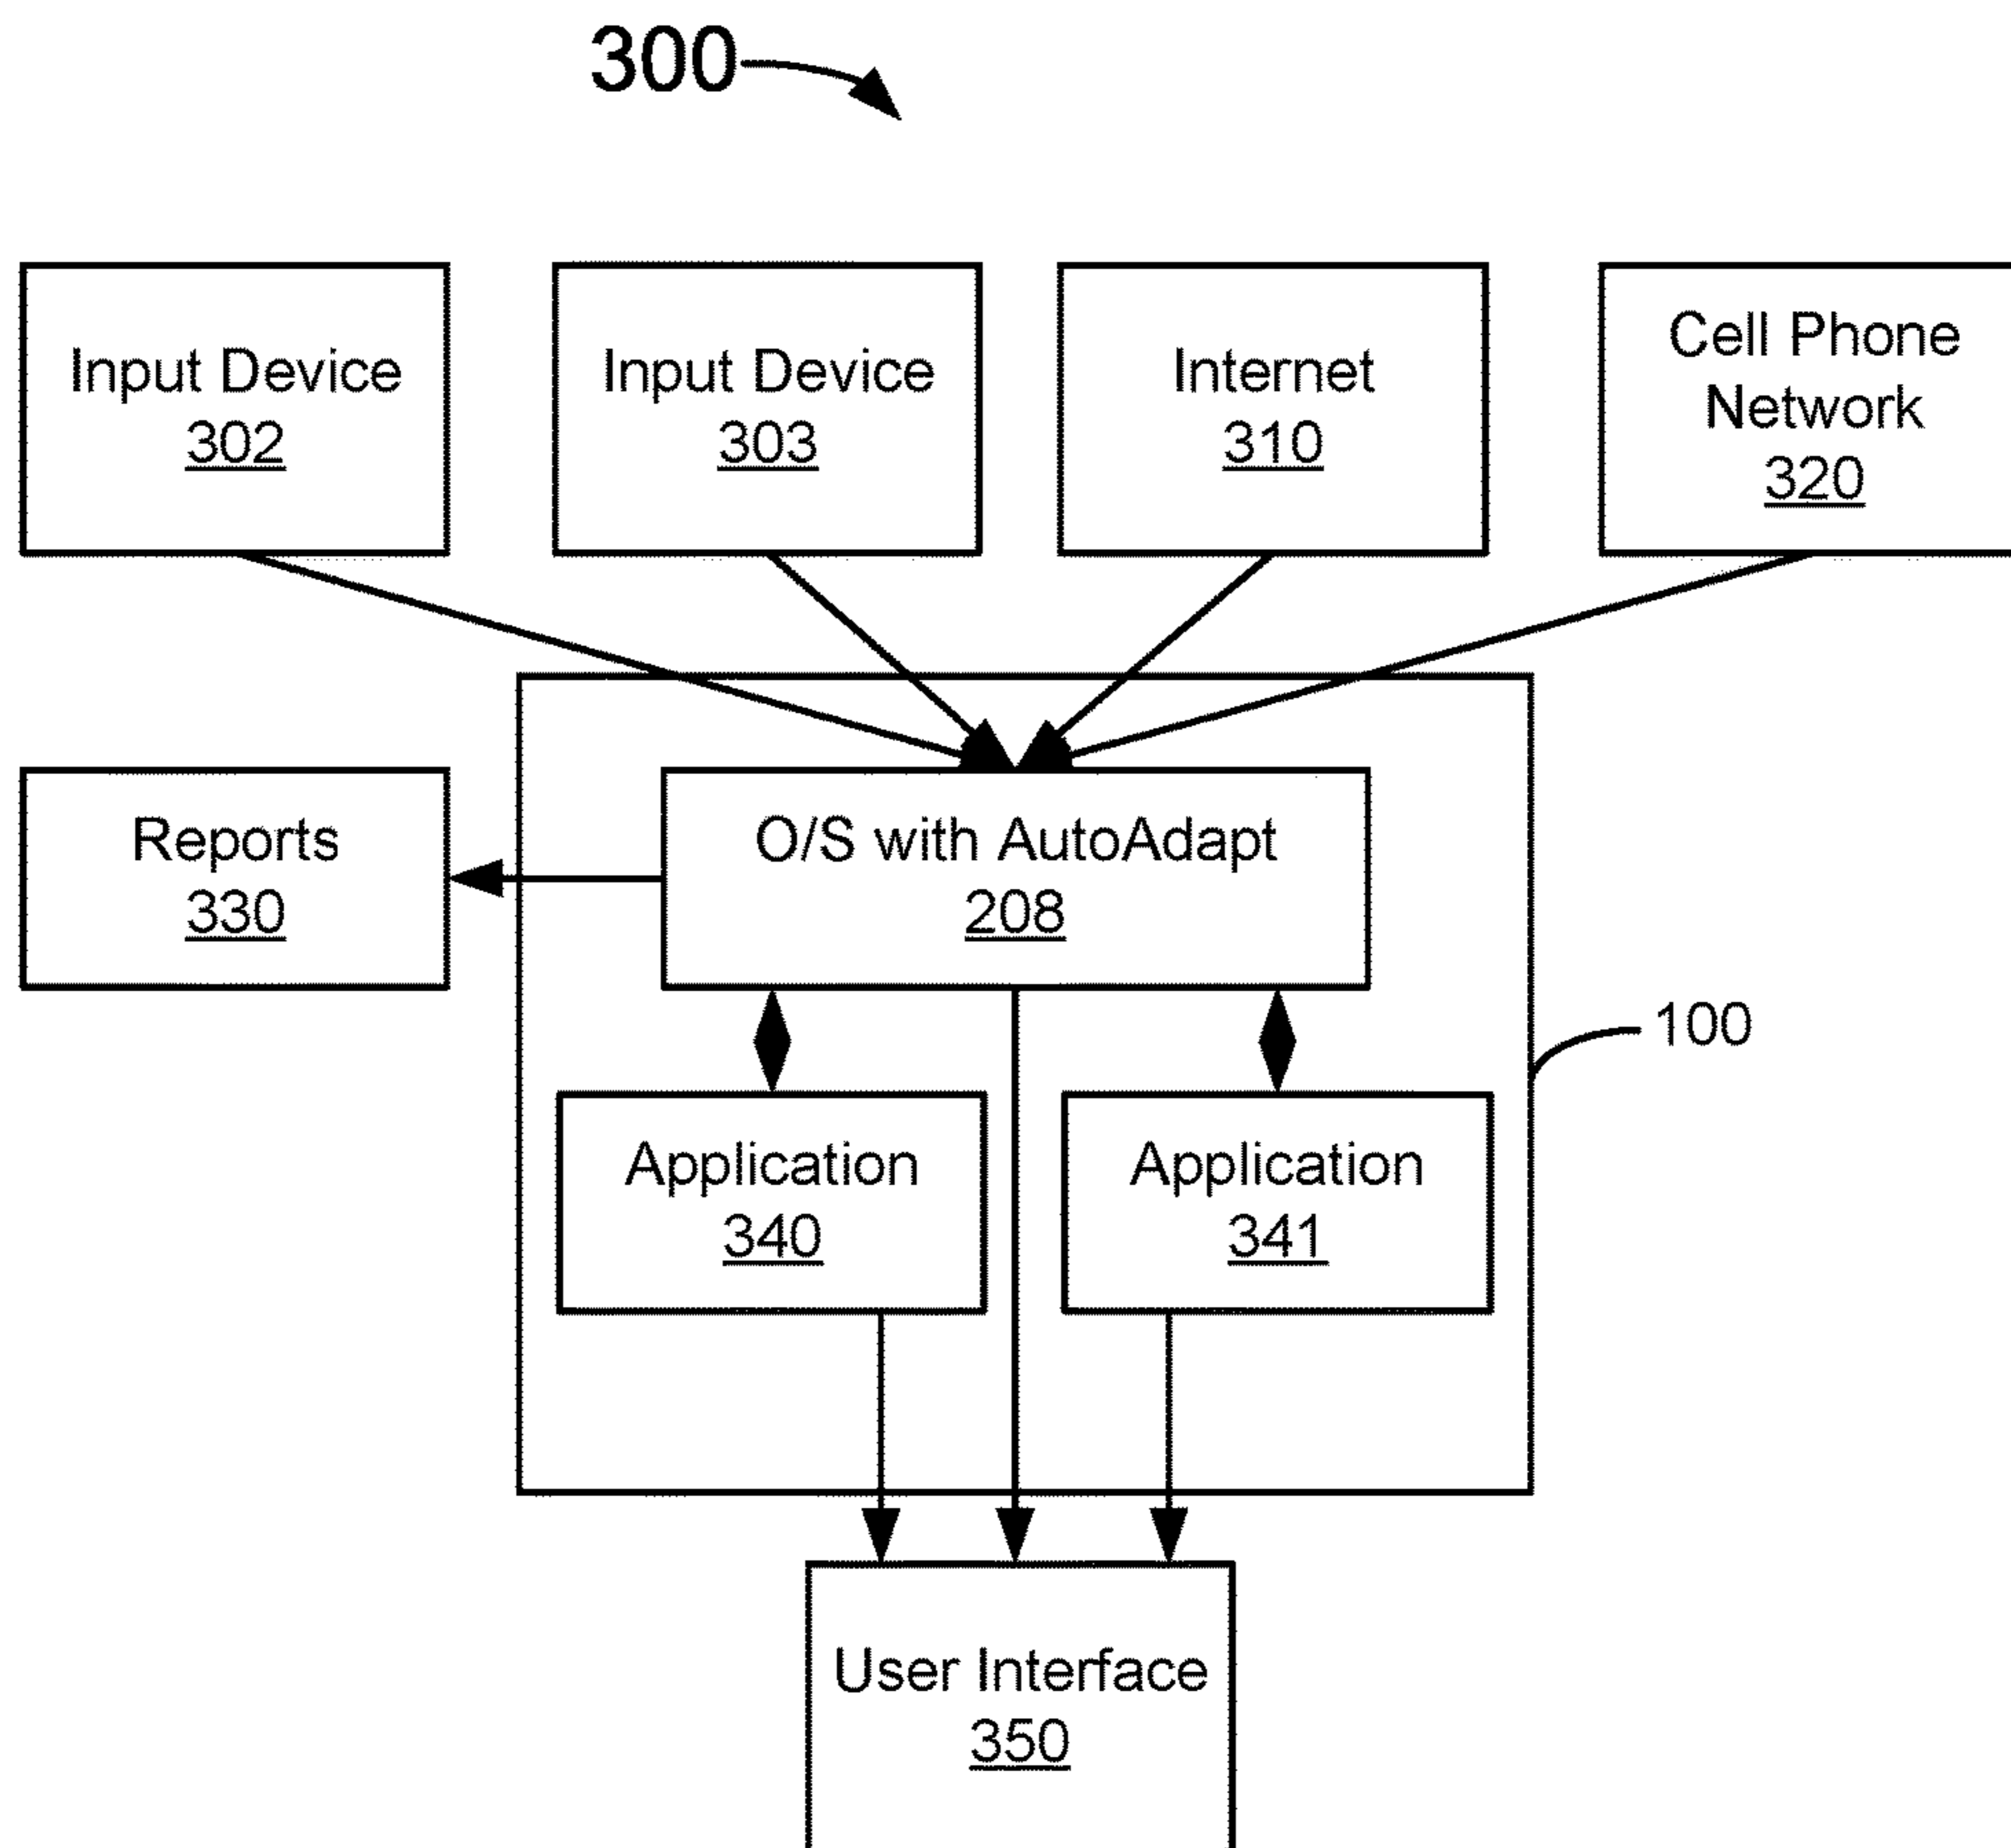 300
Input Device
302
Input Device
303
Internet
310
Cell Phone
Network
320
Reports
330
O/S with AutoAdapt
208
100
Application
340
Application
341
User Interface
350